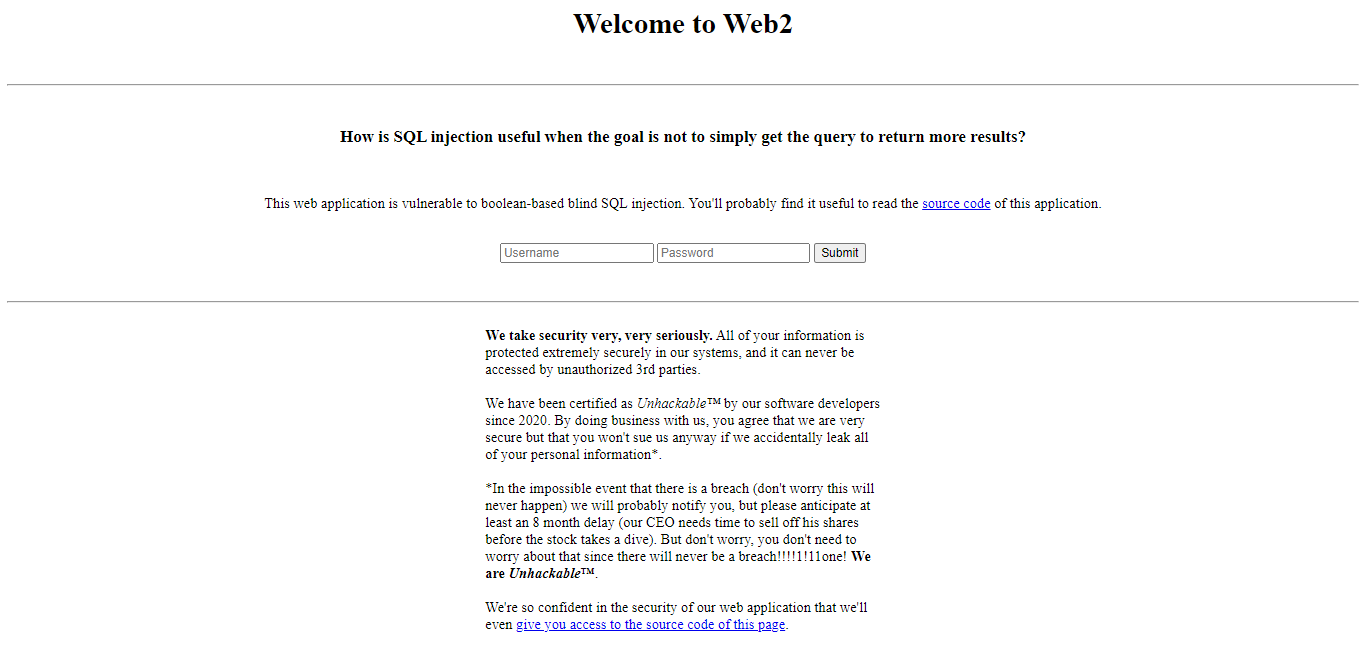 Welcome to Web2
How is SQL injection useful when the goal is not to simply get the query to return more results?
This web application is vulnerable to boolean-based blind SQL injection. You'll probably find it useful to read the source code of this application.
Username Password Submit
We take security very, very seriously. All of your information is
protected extremely securely in our systems, and it can never be
accessed by unauthorized 3rd parties.
We have been certified as Unhackable™ by our software developers
since 2020. By doing business with us, you agree that we are very
secure but that you won't sue us anyway if we accidentally leak all
of your personal information*.
*In the impossible event that there is a breach (don't worry this will
never happen) we will probably notify you, but please anticipate at
least an 8 month delay (our CEO needs time to sell off his shares
before the stock takes a dive). But don't worry, you don't need to
worry about that since there will never be a breach!!!!1!11one! We
are Unhackable™.
We're so confident in the security of our web application that we'll
even give you access to the source code of this page.